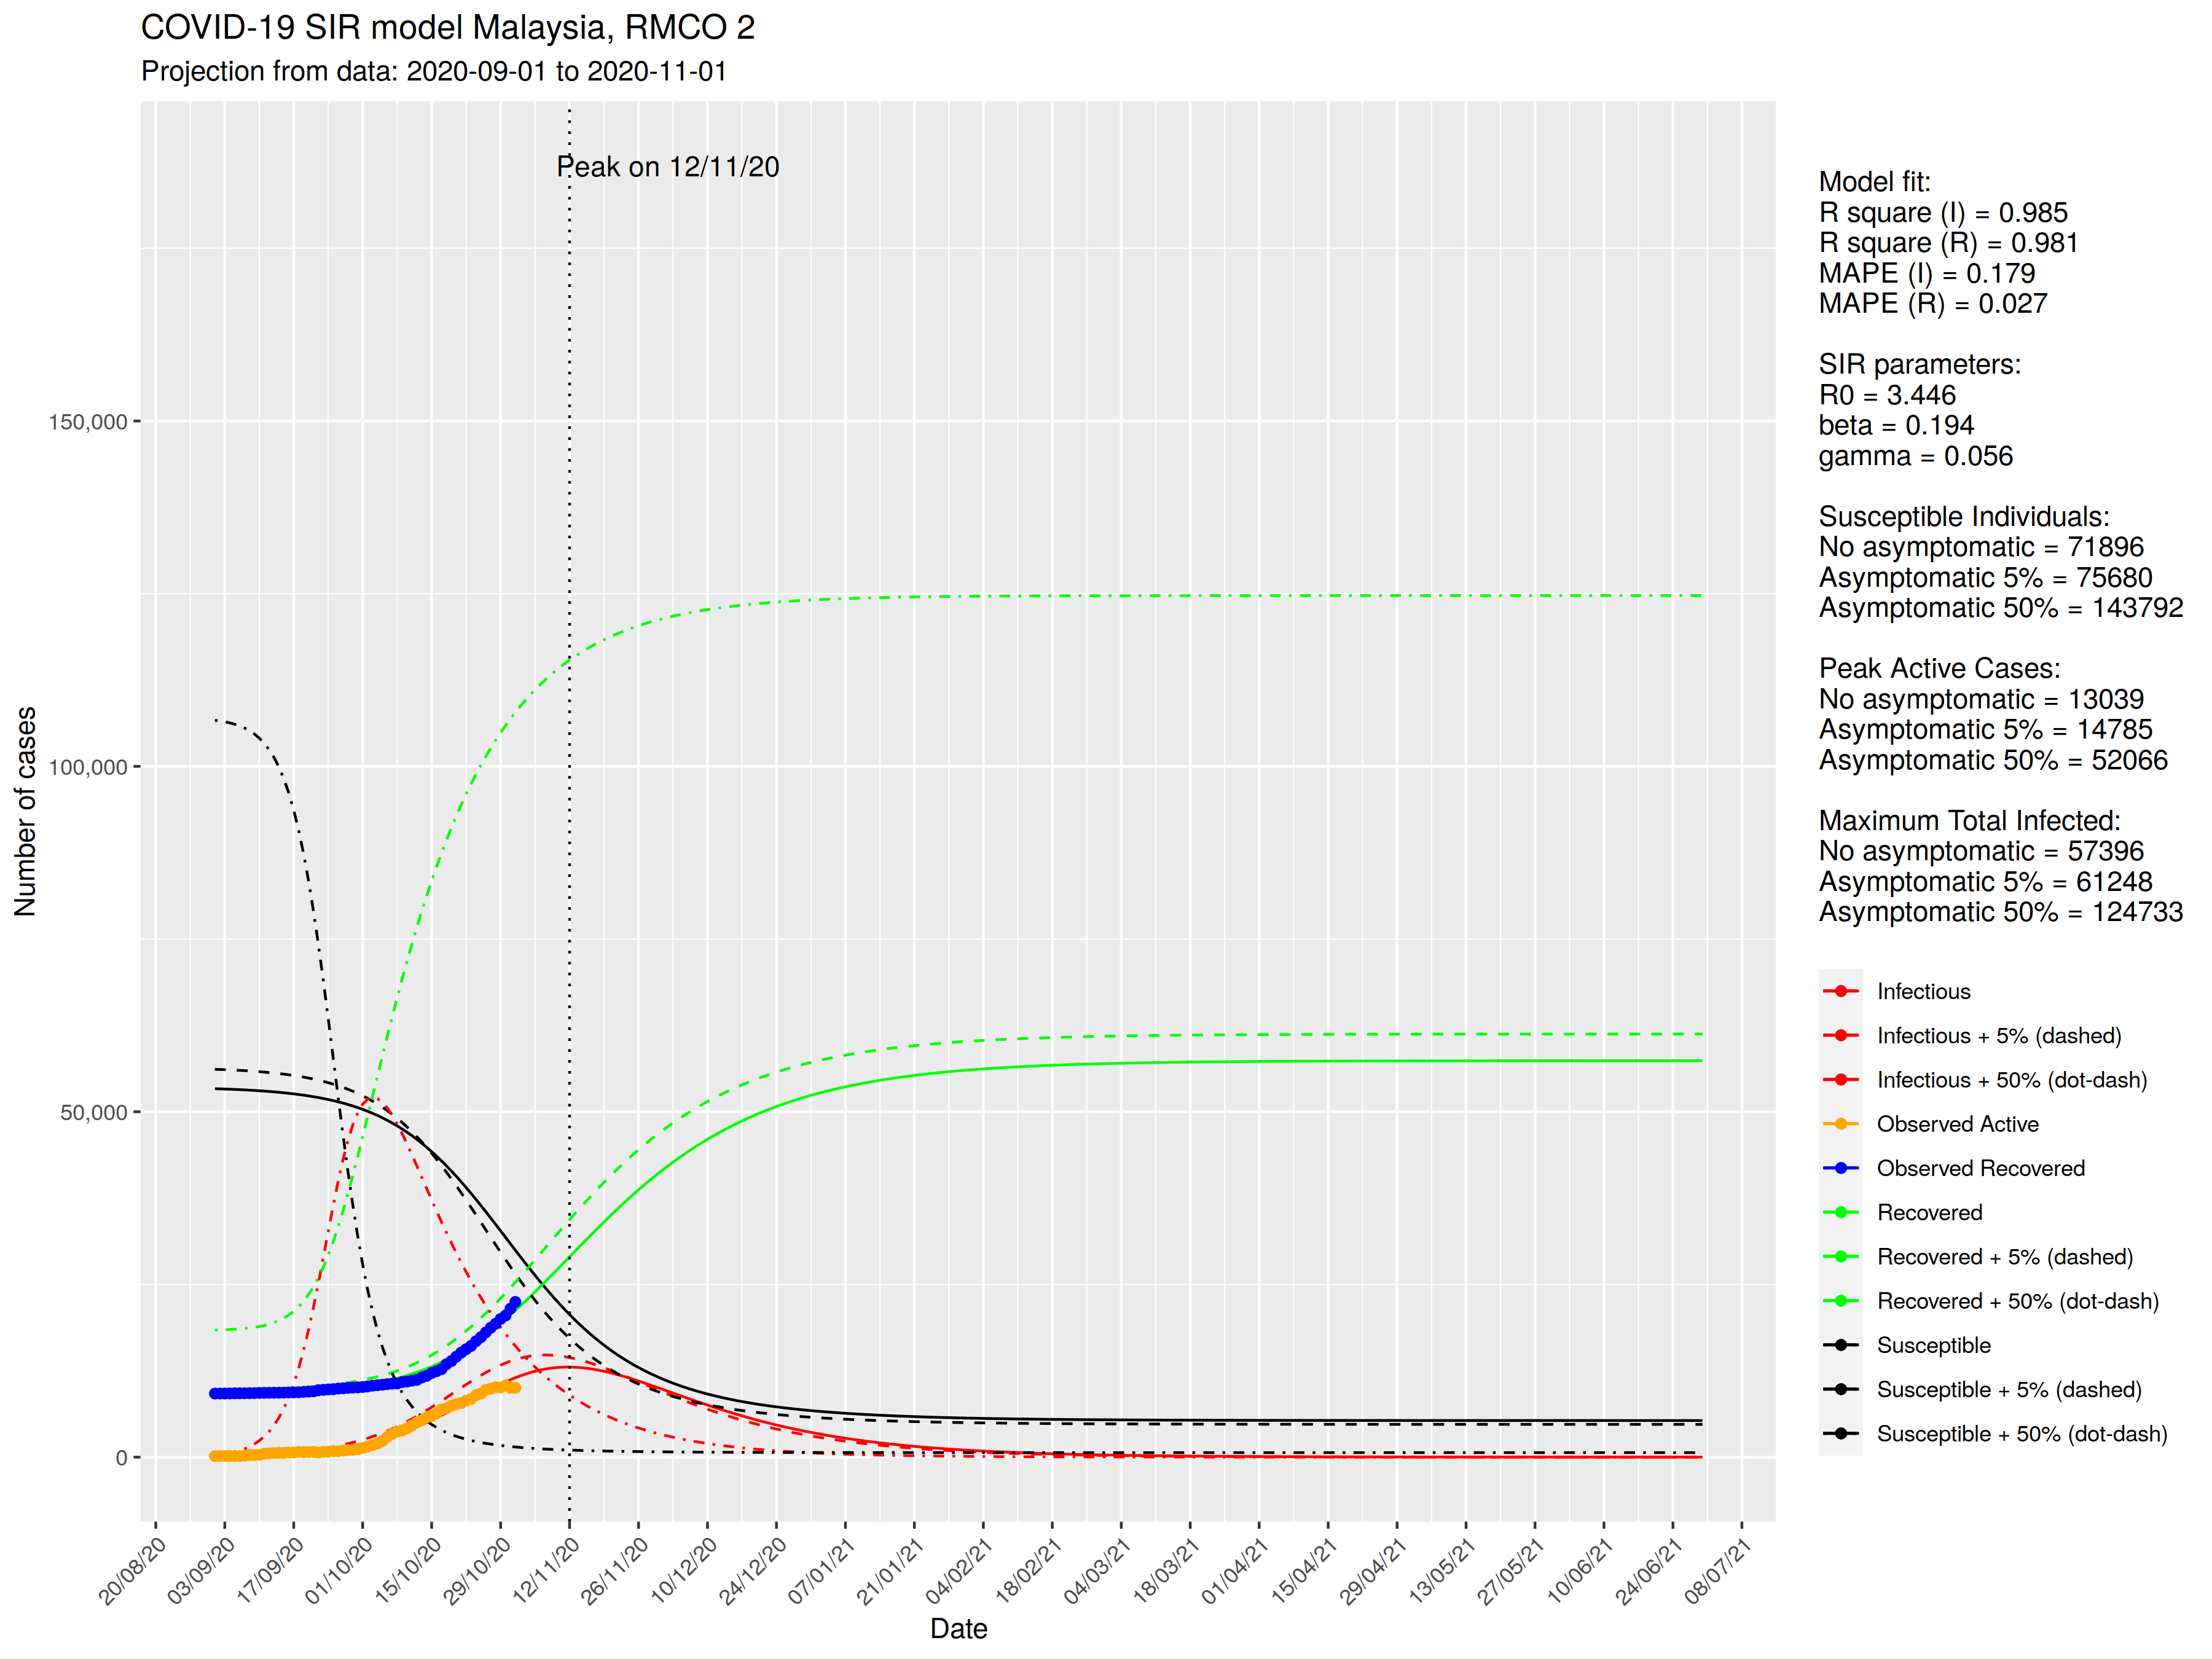 COVID-19 SIR model Malaysia, RMCO 2
Projection from data: 2020-09-01 to 2020-11-01
Peak on 12/11/20
Number of cases
150,000
100,000
50,000
0
20/08/20
03/09/20
17/09/20
01/10/20
15/10/20
29/10/20
12/11/20
26/11/20
10/12/20
24/12/20
07/01/21
21/01/21
04/02/21
18/02/21
04/03/21
18/03/21
01/04/21
15/04/21
29/04/21
13/05/21
27/05/21
10/06/21
24/06/21
08/07/21
Date
Model fit:
R square (I) = 0.985
R square (R) = 0.981
MAPE (I) = 0.179
MAPE (R) = 0.027
SIR parameters:
R0 = 3.446
beta = 0.194
gamma = 0.056
Susceptible Individuals:
No asymptomatic = 71896
Asymptomatic 5% = 75680
Asymptomatic 50% = 143792
Peak Active Cases:
No asymptomatic = 13039
Asymptomatic 5% = 14785
Asymptomatic 50% = 52066
Maximum Total Infected:
No asymptomatic = 57396
Asymptomatic 5% = 61248
Asymptomatic 50% = 124733
Infectious
Infectious + 5% (dashed)
Infectious + 50% (dot-dash)
Observed Active
Observed Recovered
Recovered
Recovered + 5% (dashed)
Recovered + 50% (dot-dash)
Susceptible
Susceptible + 5% (dashed)
Susceptible + 50% (dot-dash)